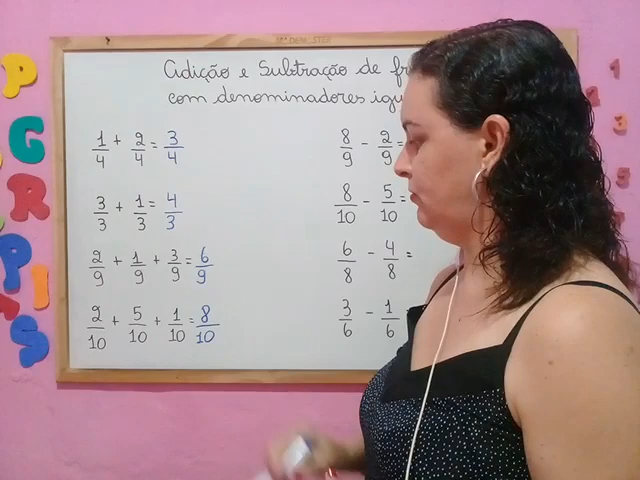 Adição e Subtração de
com denominadores
1/4 + 2/4 = 3/4
3/3 + 1/3 = 4/3
2/9 + 1/9 + 3/9 = 6/9
2/10 + 5/10 + 1/10 = 8/10
8/9 - 2/9 =
8/10 - 5/10 =
6/8 - 4/8 =
3/6 - 1/6